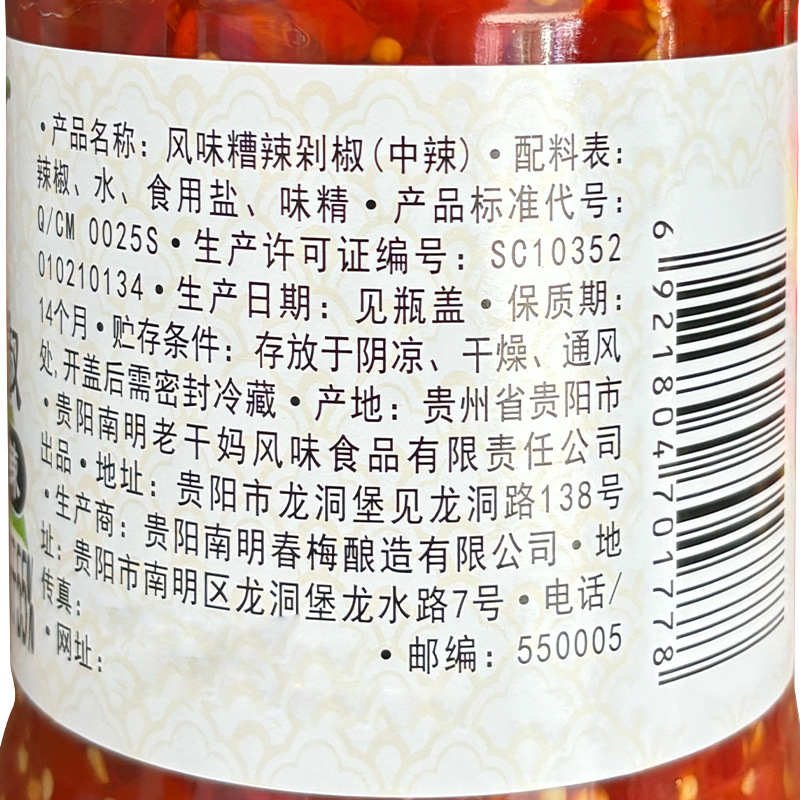 ·产品名称：风味糟辣剁椒(中辣)·配料表：
辣椒、水、食用盐、味精·产品标准代号：
Q/CM 0025S·生产许可证编号：SC10352
010210134·生产日期：见瓶盖·保质期：
14个月·贮存条件：存放于阴凉、干燥、通风
处,开盖后需密封冷藏·产地：贵州省贵阳市
·贵阳南明老干妈风味食品有限责任公司
出品·地址：贵阳市龙洞堡见龙洞路138号
·生产商：贵阳南明春梅酿造有限公司·地
址：贵阳市南明区龙洞堡龙水路7号·电话/
传真：
·网址： ·邮编：550005
6 921804 701778